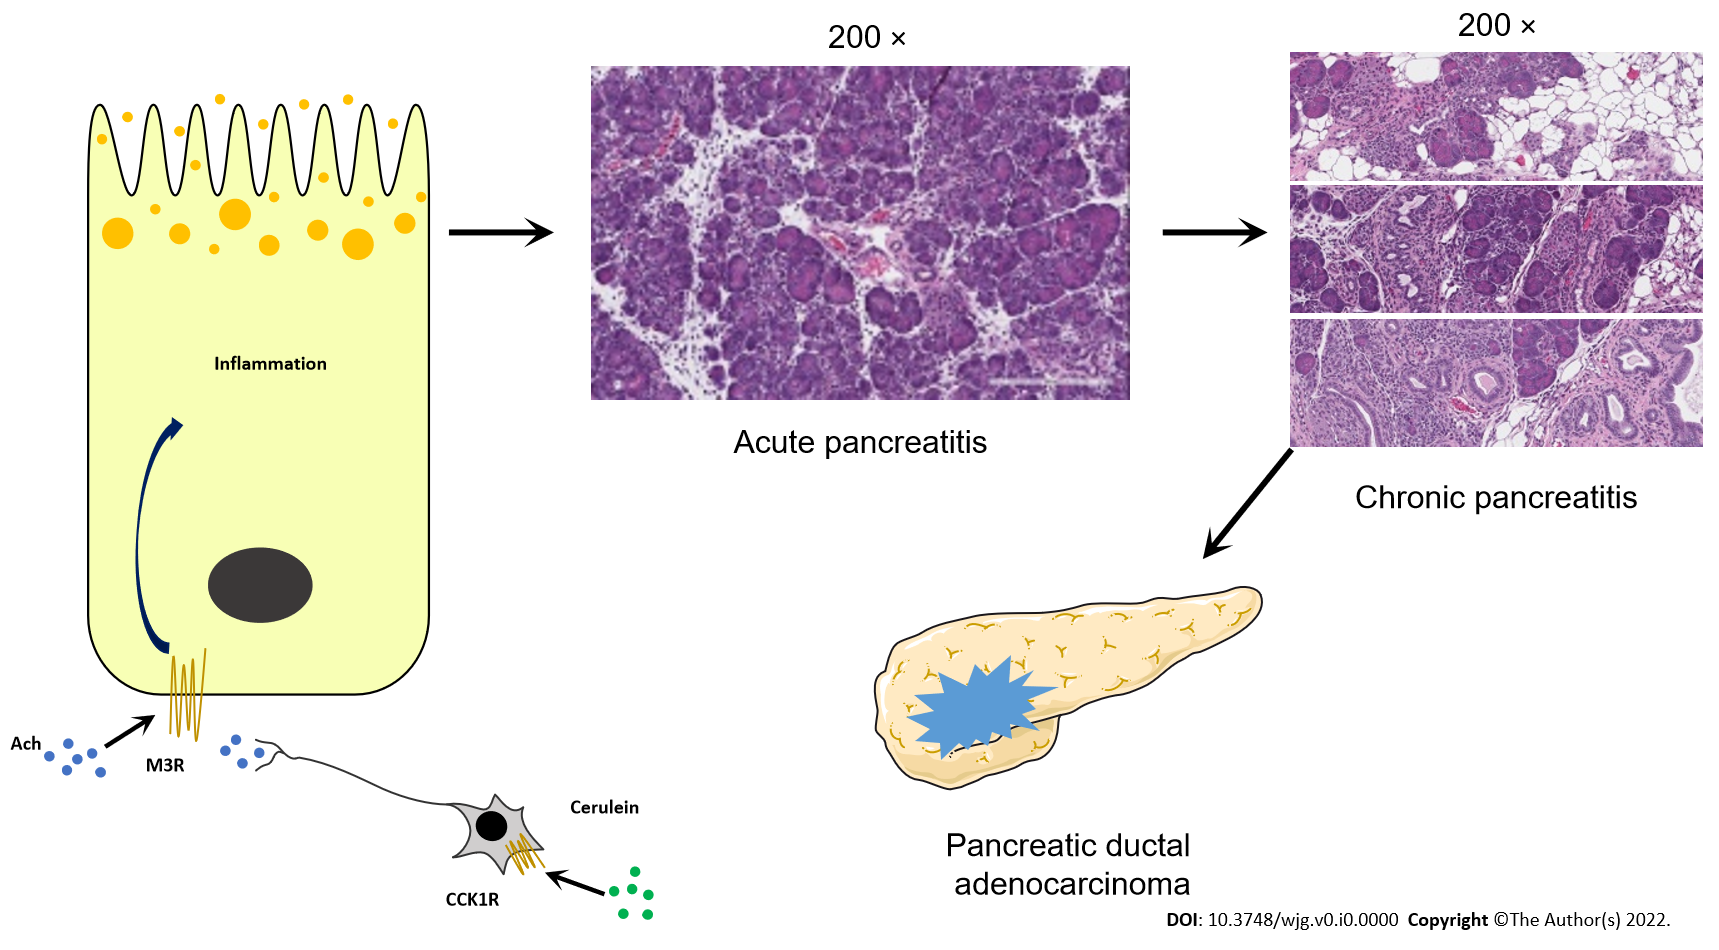 200 ×
200 ×
Inflammation
Acute pancreatitis
Chronic pancreatitis
Ach
M3R
Cerulein
CCK1R
Pancreatic ductal
adenocarcinoma
DOI: 10.3748/wjg.v0.i0.0000 Copyright ©The Author(s) 2022.